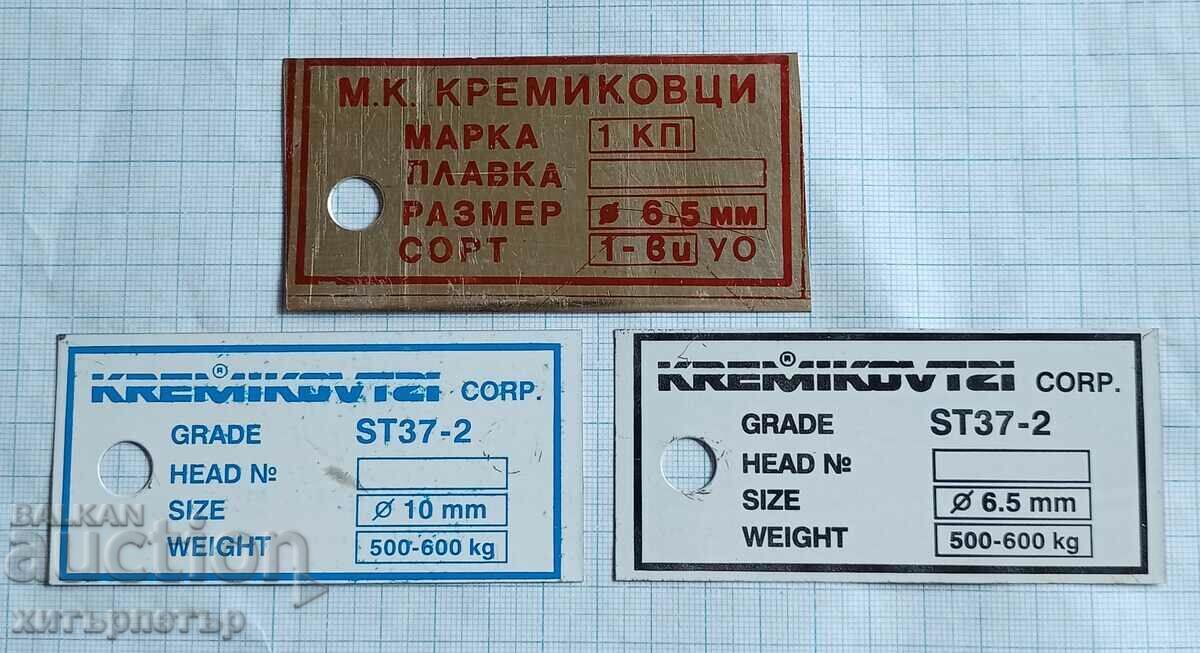 М.К. КРЕМИКОВЦИ
МАРКА 1 КП
ПЛАВКА
РАЗМЕР ø 6.5 мм
СОРТ 1-ви УО
KREMIKOVTZI ® CORP.
GRADE ST37-2
HEAD №
SIZE ø 10 mm
WEIGHT 500-600 kg
KREMIKOVTZI ® CORP.
GRADE ST37-2
HEAD №
SIZE ø 6.5 mm
WEIGHT 500-600 kg
BALKAN
auction
хитърпетър